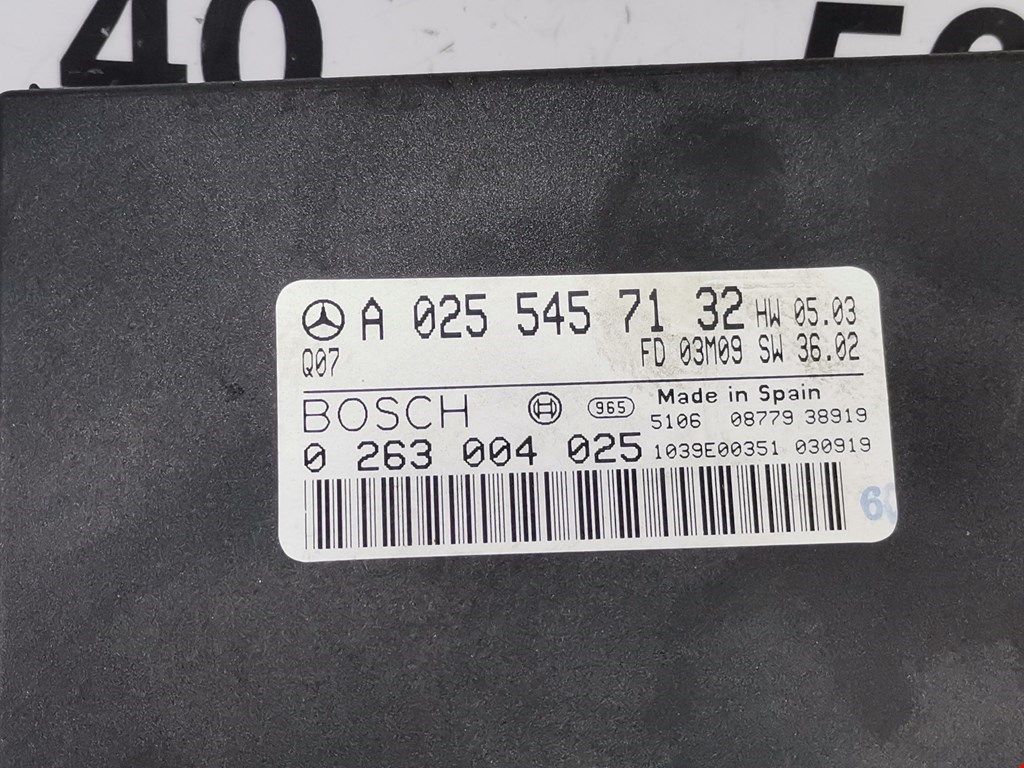 40
A 025 545 71 32 HW 05.03
Q07 FD 03M09 SW 36.02
BOSCH 965 Made in Spain
5106 08779 38919
0 263 004 025 1039E00351 030919